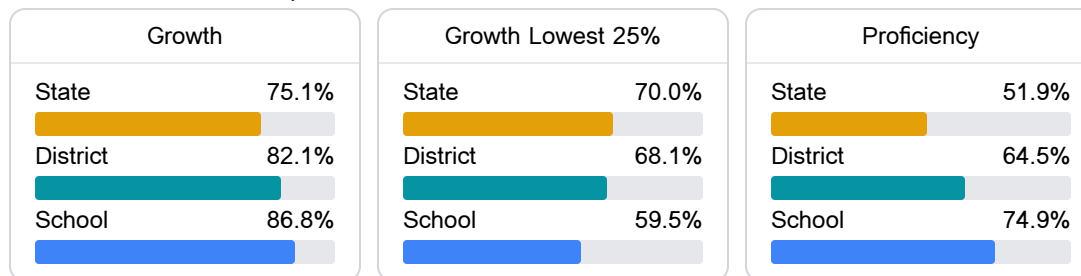 Growth
State 75.1%
District 82.1%
School 86.8%
Growth Lowest 25%
State 70.0%
District 68.1%
School 59.5%
Proficiency
State 51.9%
District 64.5%
School 74.9%